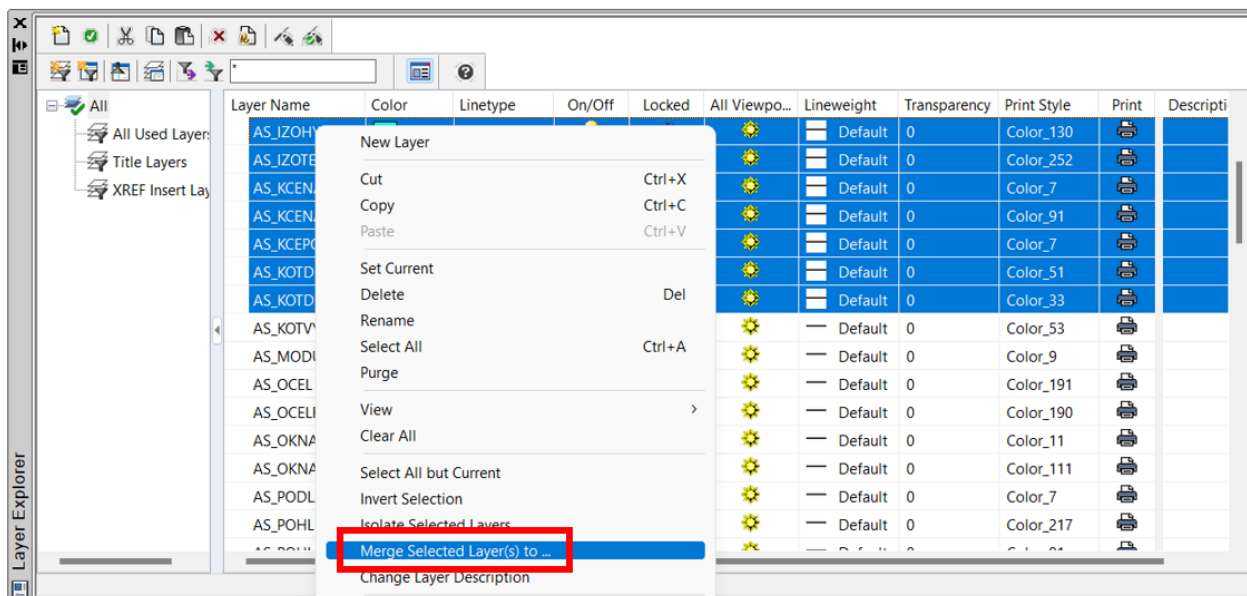 *
All
All Used Layer
Title Layers
XREF Insert Lay
Layer Name Color Linetype On/Off Locked All Viewpo... Lineweight Transparency Print Style Print Descripti
AS_IZOHY Default 0 Color_130
AS_IZOTE Default 0 Color_252
AS_KCEN Default 0 Color_7
AS_KCEN Default 0 Color_91
AS_KCEPO Default 0 Color_7
AS_KOTD Default 0 Color_51
AS_KOTD Default 0 Color_33
AS_KOTV Default 0 Color_53
AS_MODU Default 0 Color_9
AS_OCEL Default 0 Color_191
AS_OCEL Default 0 Color_190
AS_OKNA Default 0 Color_11
AS_OKNA Default 0 Color_111
AS_PODL Default 0 Color_7
AS_POHL Default 0 Color_217
New Layer
Cut Ctrl+X
Copy Ctrl+C
Paste Ctrl+V
Set Current
Delete Del
Rename
Select All Ctrl+A
Purge
View >
Clear All
Select All but Current
Invert Selection
Isolate Selected Layers
Merge Selected Layer(s) to ...
Change Layer Description
Layer Explorer